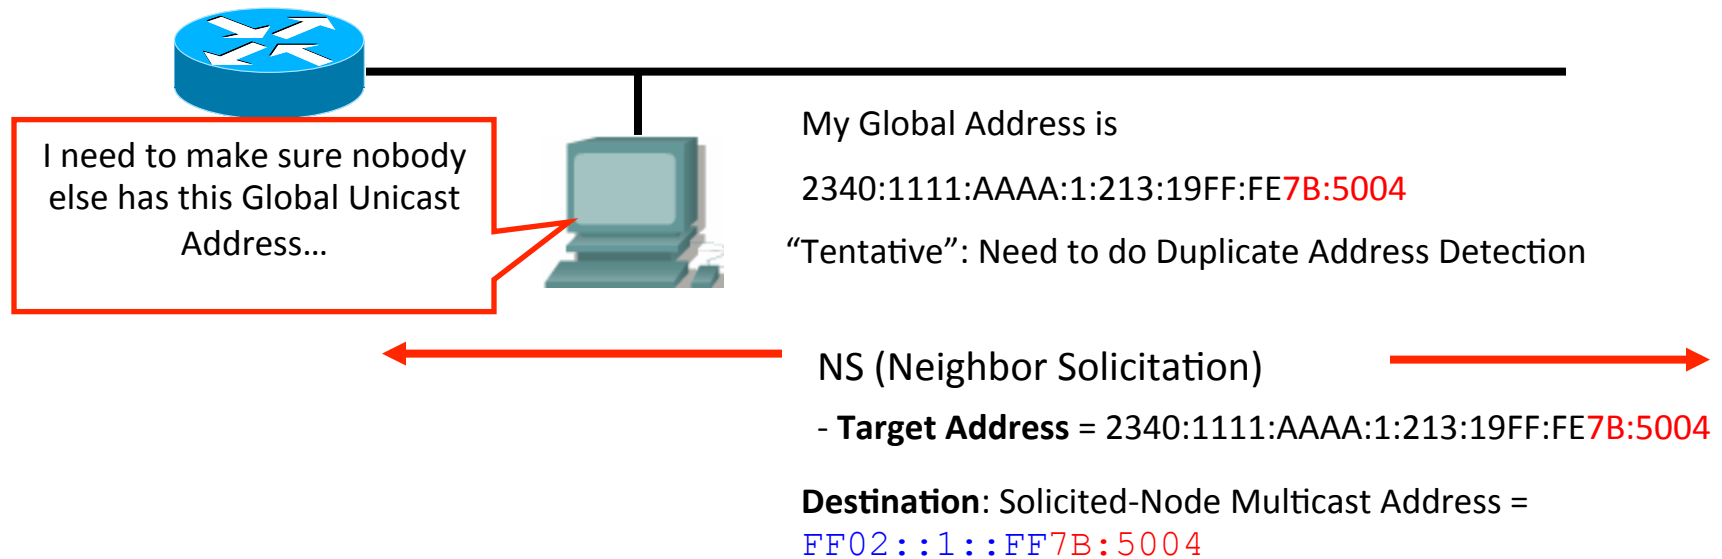 I need to make sure nobody
else has this Global Unicast
Address…
My Global Address is
2340:1111:AAAA:1:213:19FF:FE7B:5004
“Tentative”: Need to do Duplicate Address Detection
NS (Neighbor Solicitation)
- Target Address = 2340:1111:AAAA:1:213:19FF:FE7B:5004
Destination: Solicited-Node Multicast Address =
FF02::1::FF7B:5004